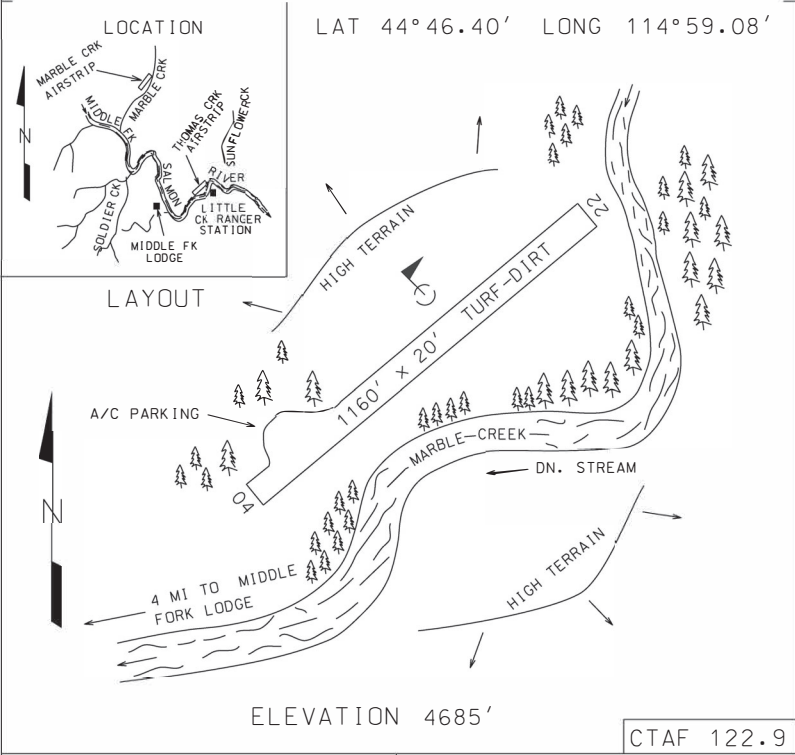 LOCATION
LAT 44°46.40' LONG 114°59.08'
MARBLE CRK
AIRSTRIP
MARBLE CRK
MIDDLE FK
SALMON
RIVER
THOMAS CRK
AIRSTRIP
SUNFLOWERCK
N
SOLDIER CK
LITTLE
CK RANGER
STATION
MIDDLE FK
LODGE
LAYOUT
HIGH TERRAIN
22
1160' X 20' TURF-DIRT
A/C PARKING
MARBLE-CREEK
DN. STREAM
04
N
HIGH TERRAIN
4 MI TO MIDDLE
FORK LODGE
ELEVATION 4685'
CTAF 122.9